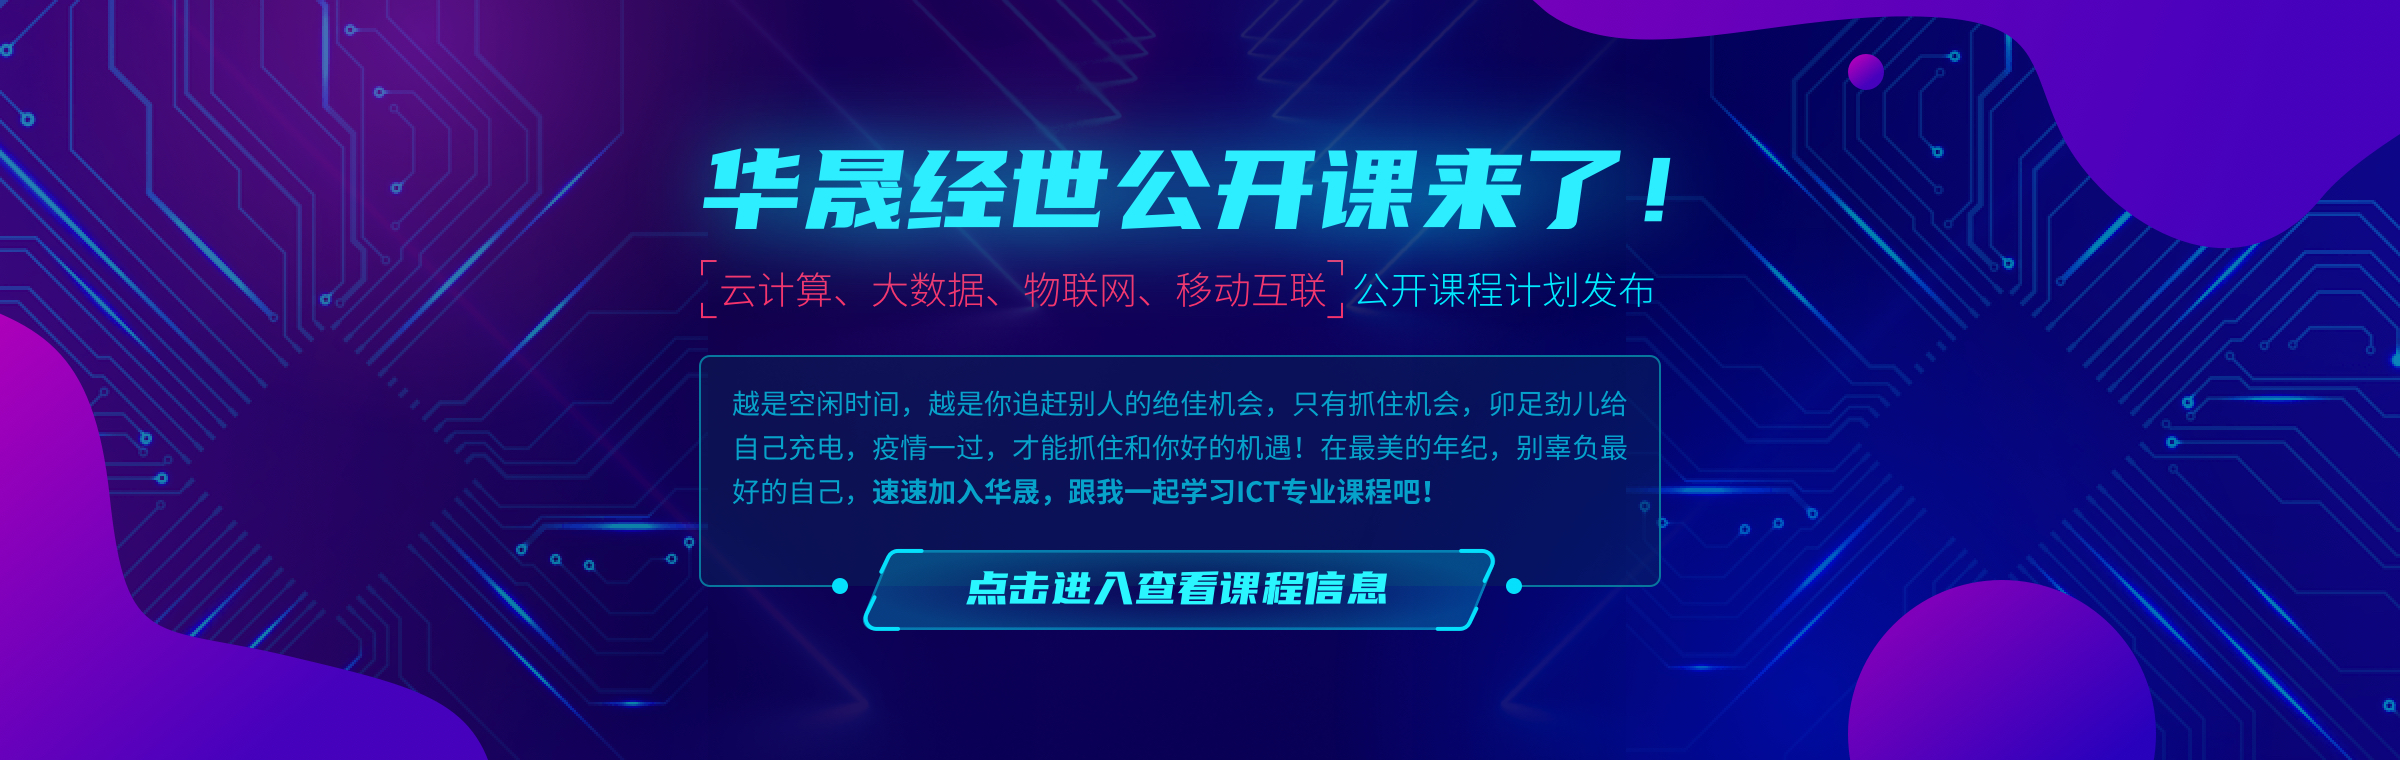 华晟经世公开课来了！
云计算、大数据、物联网、移动互联 公开课程计划发布
越是空闲时间，越是你追赶别人的绝佳机会，只有抓住机会，卯足劲儿给
自己充电，疫情一过，才能抓住和你好的机遇！在最美的年纪，别辜负最
好的自己，速速加入华晟，跟我一起学习ICT专业课程吧！
点击进入查看课程信息